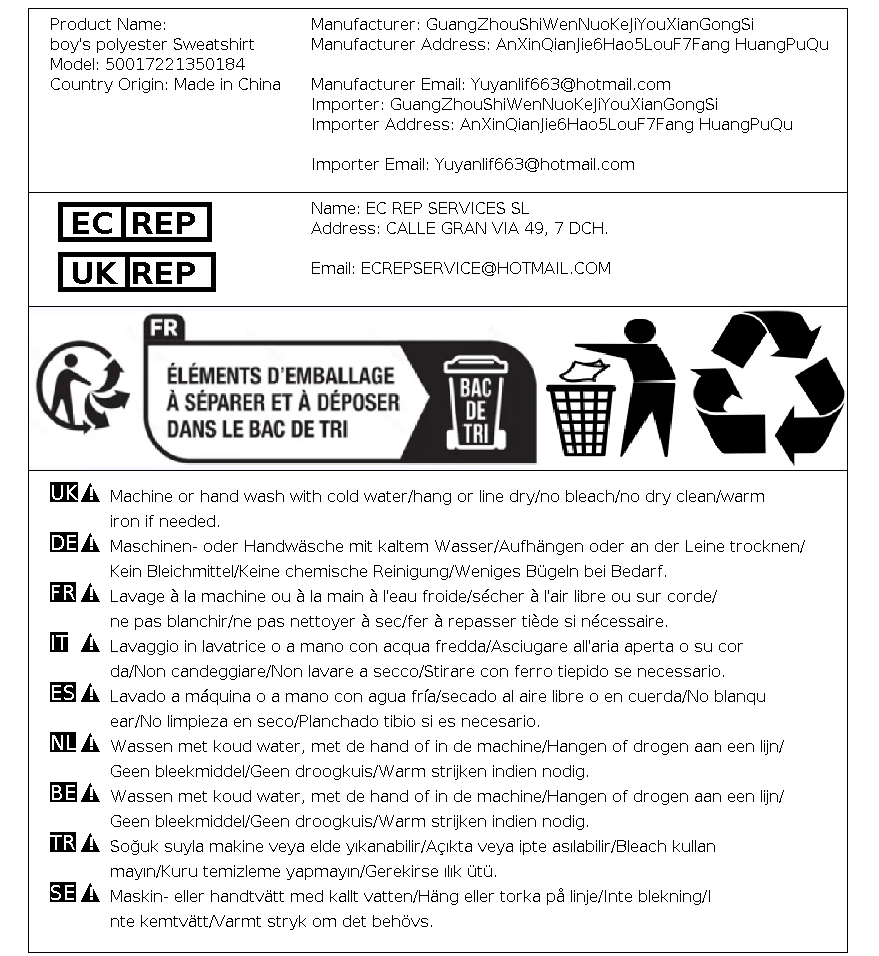 Product Name:
boy's polyester Sweatshirt
Model: 50017221350184
Country Origin: Made in China
Manufacturer: GuangZhouShiWenNuoKeJiYouXianGongSi
Manufacturer Address: AnXinQianJie6Hao5LouF7Fang HuangPuQu
Manufacturer Email: Yuyanlif663@hotmail.com
Importer: GuangZhouShiWenNuoKeJiYouXianGongSi
Importer Address: AnXinQianJie6Hao5LouF7Fang HuangPuQu
Importer Email: Yuyanlif663@hotmail.com
EC REP
UK REP
Name: EC REP SERVICES SL
Address: CALLE GRAN VIA 49, 7 DCH.
Email: ECREPSERVICE@HOTMAIL.COM
FR
ÉLÉMENTS D'EMBALLAGE
À SÉPARER ET À DÉPOSER
DANS LE BAC DE TRI
BAC
DE
TRI
UK Machine or hand wash with cold water/hang or line dry/no bleach/no dry clean/warm
iron if needed.
DE Maschinen- oder Handwäsche mit kaltem Wasser/Aufhängen oder an der Leine trocknen/
Kein Bleichmittel/Keine chemische Reinigung/Weniges Bügeln bei Bedarf.
FR Lavage à la machine ou à la main à l'eau froide/sécher à l'air libre ou sur corde/
ne pas blanchir/ne pas nettoyer à sec/fer à repasser tiède si nécessaire.
IT Lavaggio in lavatrice o a mano con acqua fredda/Asciugare all'aria aperta o su cor
da/Non candeggiare/Non lavare a secco/Stirare con ferro tiepido se necessario.
ES Lavado a máquina o a mano con agua fría/secado al aire libre o en cuerda/No blanqu
ear/No limpieza en seco/Planchado tibio si es necesario.
NL Wassen met koud water, met de hand of in de machine/Hangen of drogen aan een lijn/
Geen bleekmiddel/Geen droogkuis/Warm strijken indien nodig.
BE Wassen met koud water, met de hand of in de machine/Hangen of drogen aan een lijn/
Geen bleekmiddel/Geen droogkuis/Warm strijken indien nodig.
TR Soğuk suyla makine veya elde yıkanabilir/Açıkta veya ipte asılabilir/Bleach kullan
mayın/Kuru temizleme yapmayın/Gerekirse ılık ütü.
SE Maskin- eller handtvätt med kallt vatten/Häng eller torka på linje/Inte blekning/I
nte kemtvätt/Varmt stryk om det behövs.